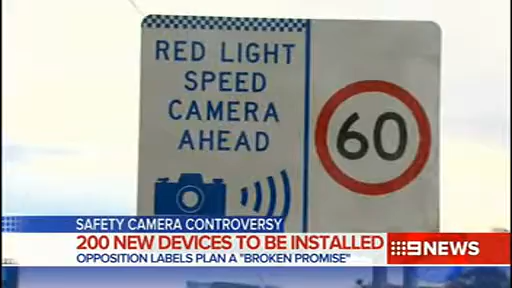 RED LIGHT
SPEED
CAMERA
AHEAD
60
SAFETY CAMERA CONTROVERSY
200 NEW DEVICES TO BE INSTALLED
9NEWS
OPPOSITION LABELS PLAN A "BROKEN PROMISE"